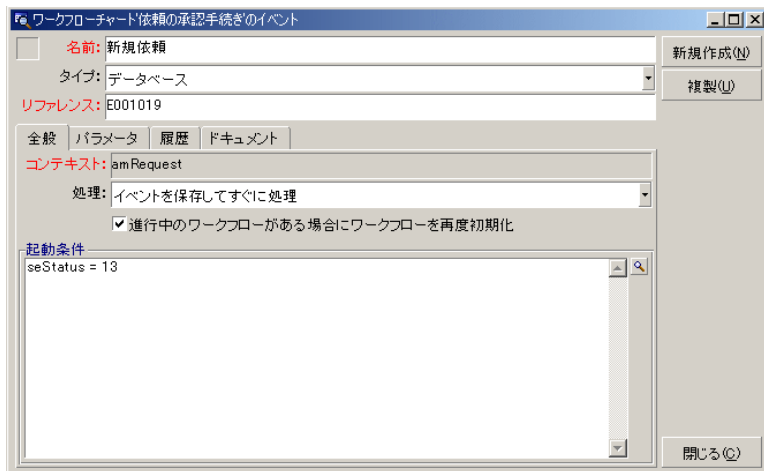 ワークフローチャート'依頼の承認手続き'のイベント
名前: 新規依頼
新規作成(N)
タイプ: データベース
複製(U)
リファレンス: E001019
全般 パラメータ 履歴 ドキュメント
コンテキスト: amRequest
処理: イベントを保存してすぐに処理
進行中のワークフローがある場合にワークフローを再度初期化
起動条件
seStatus = 13
閉じる(C)